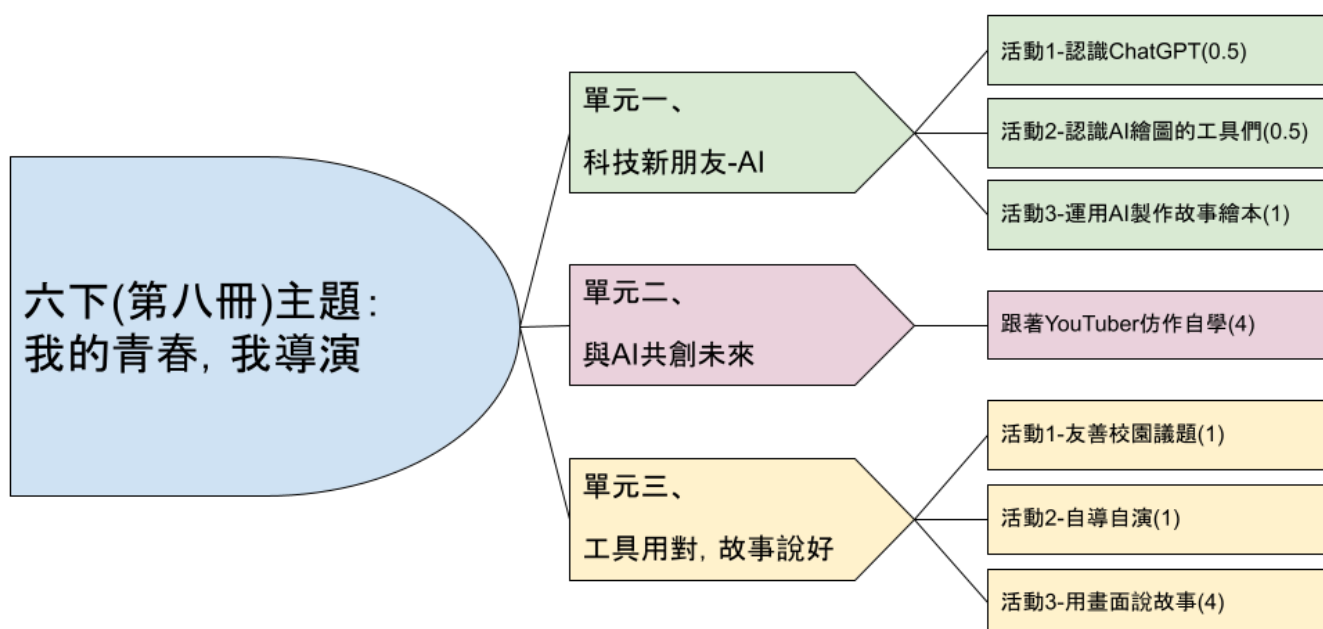 六下(第八冊)主題：
我的青春，我導演
單元一、
科技新朋友-AI
活動1-認識ChatGPT(0.5)
活動2-認識AI繪圖的工具們(0.5)
活動3-運用AI製作故事繪本(1)
單元二、
與AI共創未來
跟著YouTuber仿作自學(4)
單元三、
工具用對，故事說好
活動1-友善校園議題(1)
活動2-自導自演(1)
活動3-用畫面說故事(4)